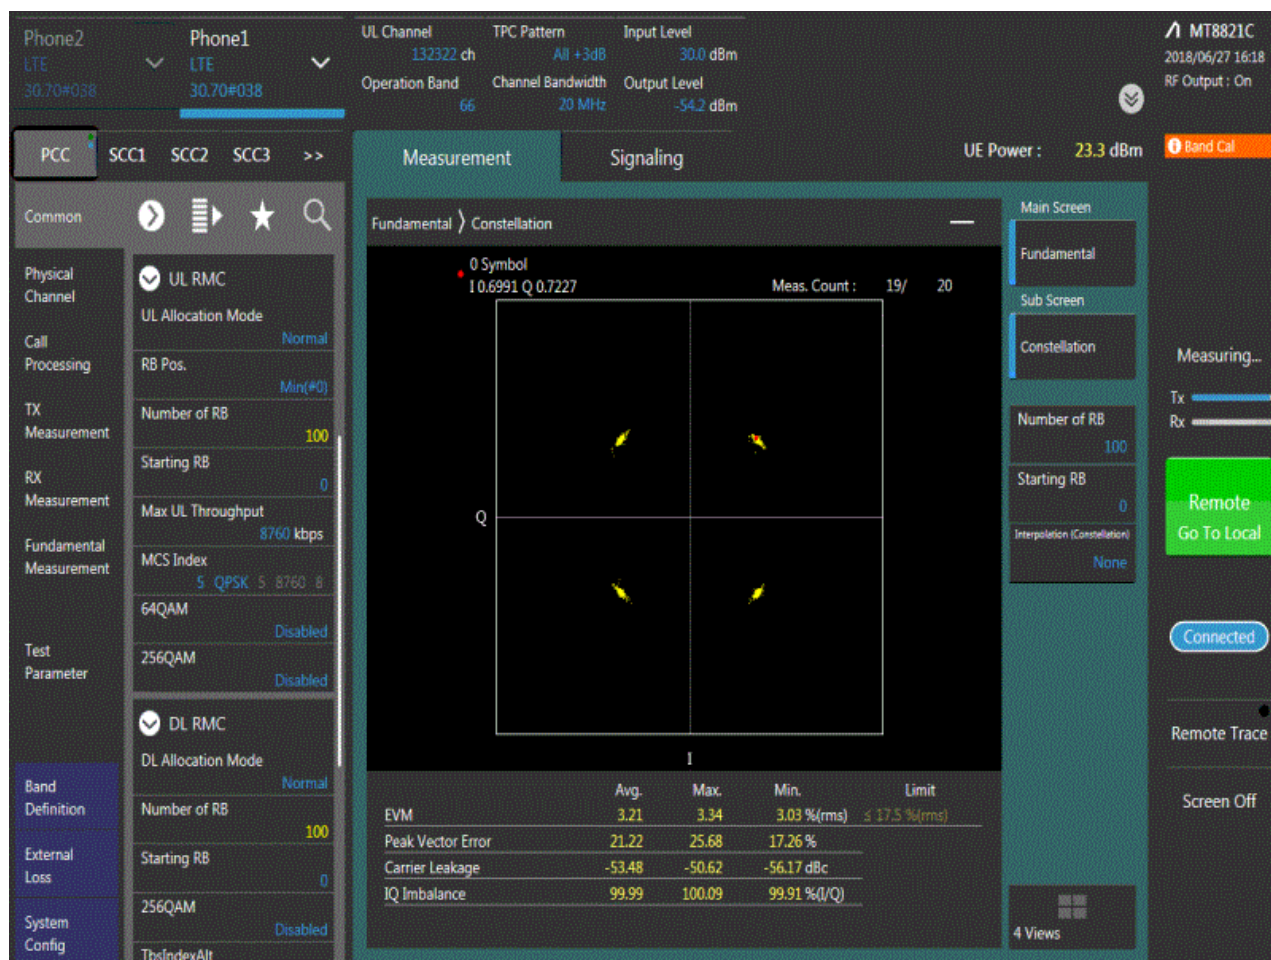 Phone2
LTE
30.70#038
Phone1
LTE
30.70#038
UL Channel
132322 ch
TPC Pattern
All +3dB
Input Level
30.0 dBm
Operation Band
66
Channel Bandwidth
20 MHz
Output Level
-54.2 dBm
MT8821C
2018/06/27 16:18
RF Output : On
PCC SCC1 SCC2 SCC3 >>
Measurement
Signaling
UE Power : 23.3 dBm
Band Cal
Common
Physical
Channel
Call
Processing
TX
Measurement
RX
Measurement
Fundamental
Measurement
Test
Parameter
Band
Definition
External
Loss
System
Config
UL RMC
UL Allocation Mode
Normal
RB Pos.
Min(#0)
Number of RB
100
Starting RB
0
Max UL Throughput
8760 kbps
MCS Index
5 QPSK 5 8760 8
64QAM
Disabled
256QAM
Disabled
DL RMC
DL Allocation Mode
Normal
Number of RB
100
Starting RB
0
256QAM
Disabled
TbsIndexAlt
Fundamental 〉 Constellation
0 Symbol
I 0.6991 Q 0.7227
Meas. Count : 19/ 20
Q
I
Avg. Max. Min. Limit
EVM 3.21 3.34 3.03 %(rms) ≤ 17.5 %(rms)
Peak Vector Error 21.22 25.68 17.26 %
Carrier Leakage -53.48 -50.62 -56.17 dBc
IQ Imbalance 99.99 100.09 99.91 %(I/Q)
Main Screen
Fundamental
Sub Screen
Constellation
Number of RB
100
Starting RB
0
Interpolation (Constellation)
None
4 Views
Measuring...
Tx
Rx
Remote
Go To Local
Connected
Remote Trace
Screen Off